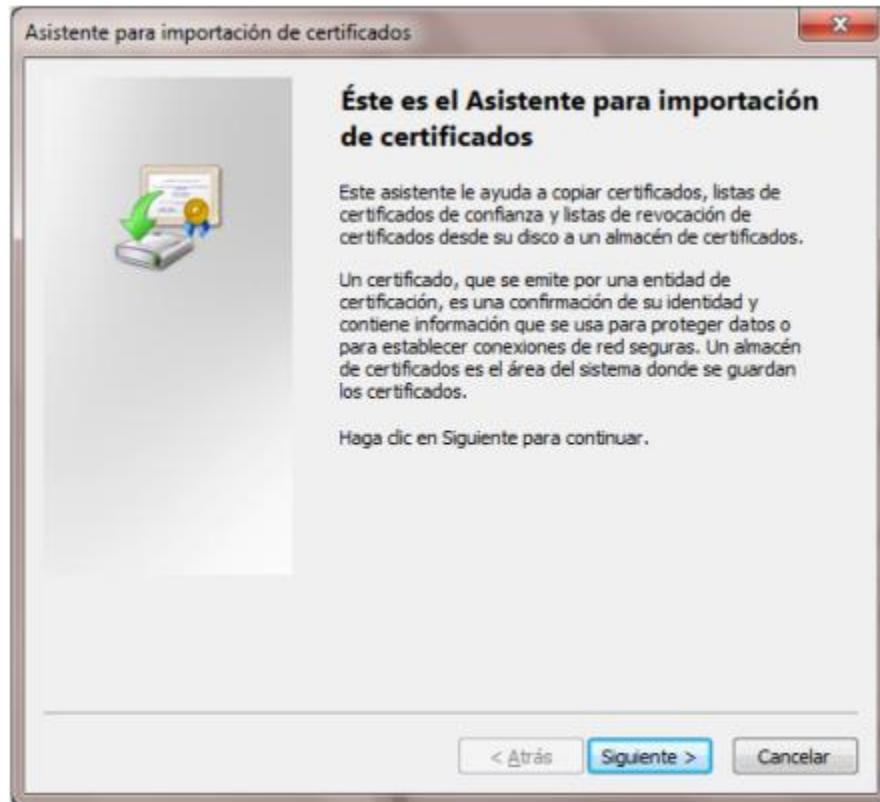 Asistente para importación de certificados
Éste es el Asistente para importación
de certificados
Este asistente le ayuda a copiar certificados, listas de
certificados de confianza y listas de revocación de
certificados desde su disco a un almacén de certificados.
Un certificado, que se emite por una entidad de
certificación, es una confirmación de su identidad y
contiene información que se usa para proteger datos o
para establecer conexiones de red seguras. Un almacén
de certificados es el área del sistema donde se guardan
los certificados.
Haga clic en Siguiente para continuar.
< Atrás Siguiente > Cancelar